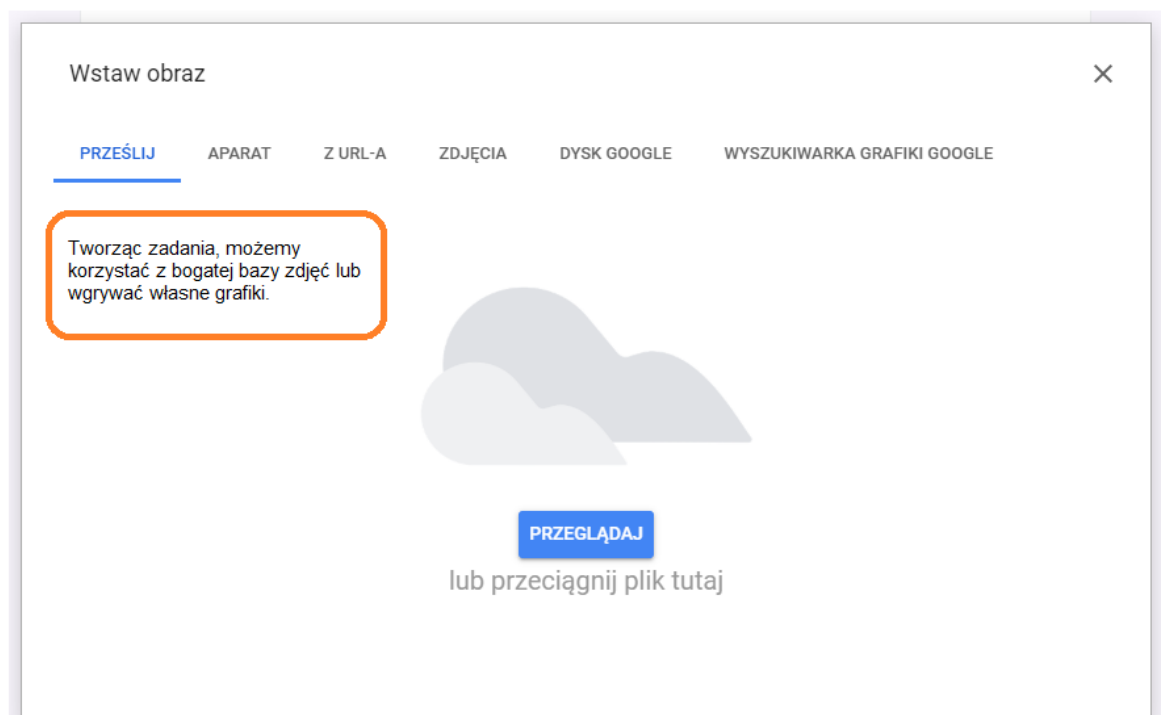 Wstaw obraz
PRZEŚLIJ APARAT Z URL-A ZDJĘCIA DYSK GOOGLE WYSZUKIWARKA GRAFIKI GOOGLE
Tworząc zadania, możemy
korzystać z bogatej bazy zdjęć lub
wgrywać własne grafiki.
PRZEGLĄDAJ
lub przeciągnij plik tutaj